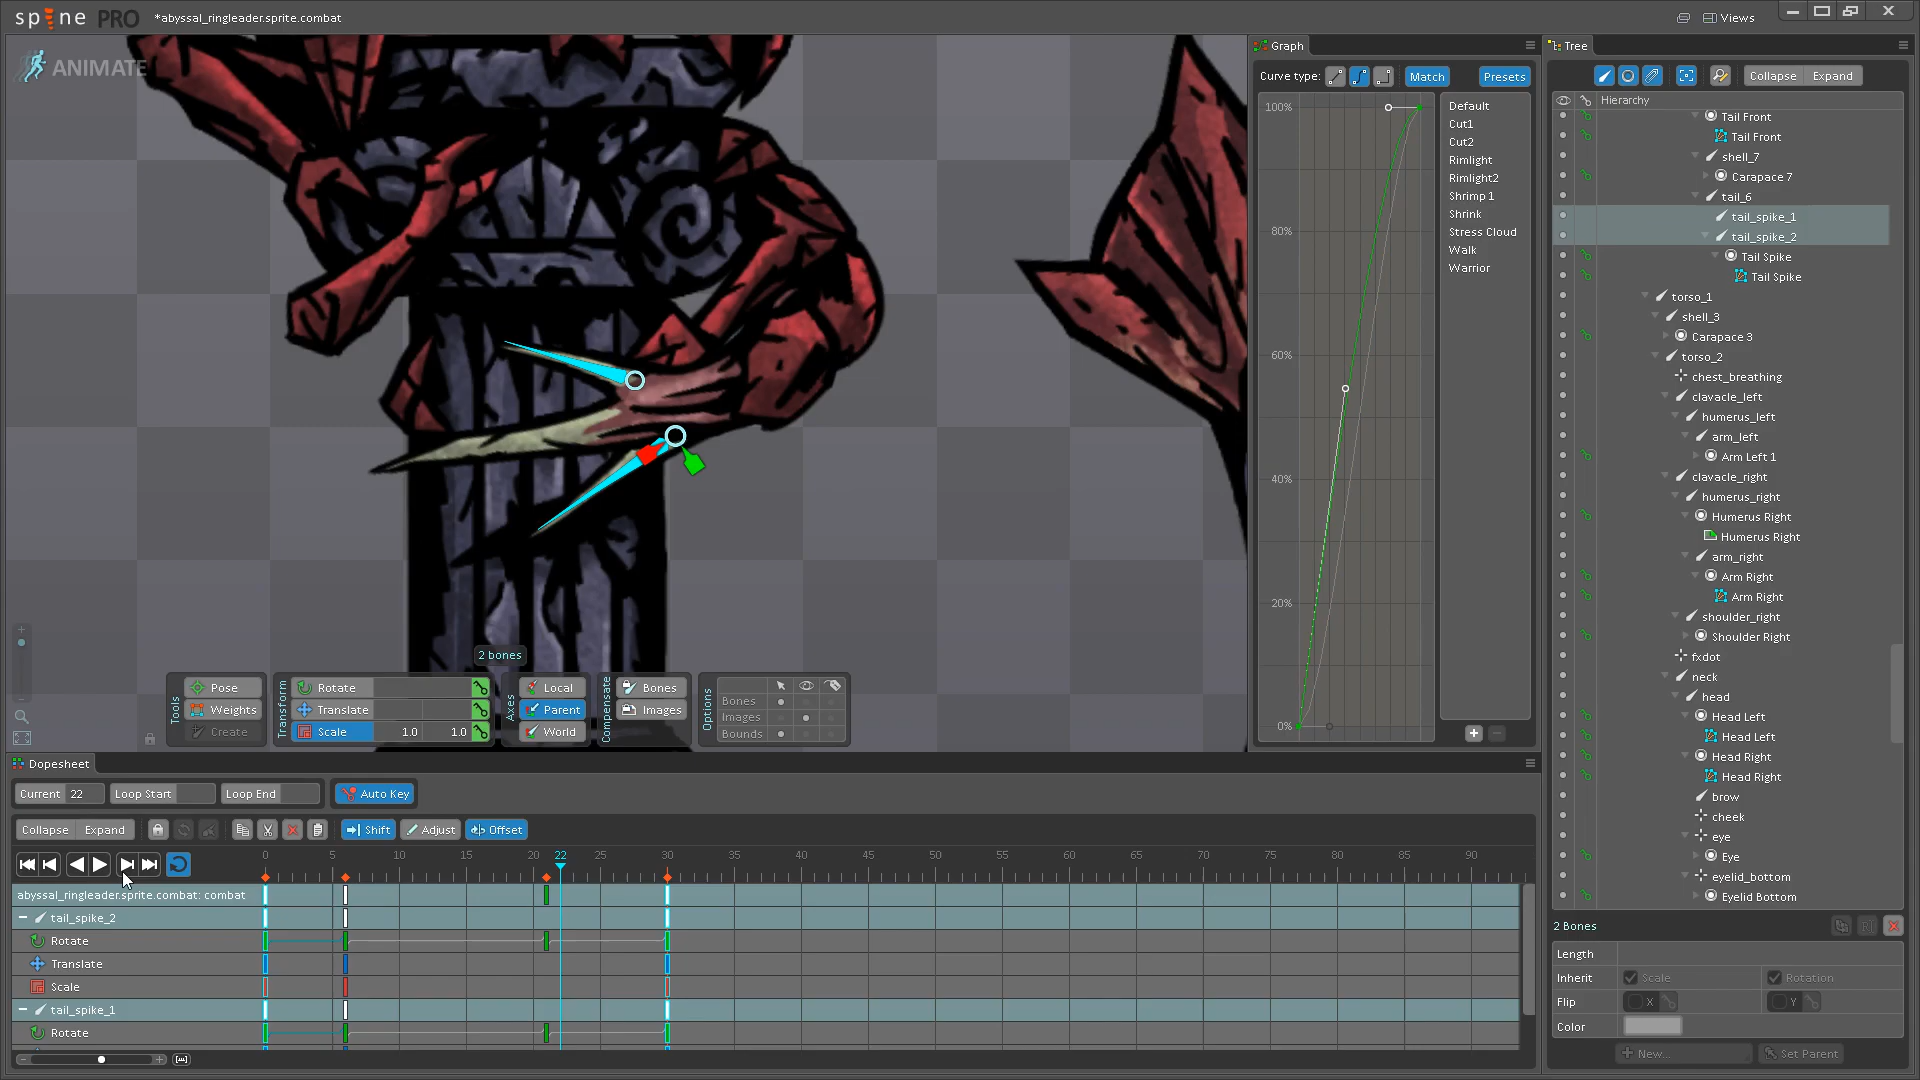 spine PRO *abyssal_ringleader.sprite.combat Views
ANIMATE
Graph
Curve type: Match Presets
100%
80%
60%
40%
20%
0%
Default
Cut1
Cut2
Rimlight
Rimlight2
Shrimp 1
Shrink
Stress Cloud
Walk
Warrior
Tree
Collapse Expand
Hierarchy
Tail Front
Tail Front
shell_7
Carapace 7
tail_6
tail_spike_1
tail_spike_2
Tail Spike
Tail Spike
torso_1
shell_3
Carapace 3
torso_2
chest_breathing
clavacle_left
humerus_left
arm_left
Arm Left 1
clavacle_right
humerus_right
Humerus Right
Humerus Right
arm_right
Arm Right
Arm Right
shoulder_right
Shoulder Right
fxdot
neck
head
Head Left
Head Left
Head Right
Head Right
brow
cheek
eye
Eye
eyelid_bottom
Eyelid Bottom
2 Bones
Length
Inherit Scale Rotation
Flip X Y
Color
New... Set Parent
2 bones
Tools
Pose
Weights
Create
Transform
Rotate
Translate
Scale 1.0 1.0
Axes
Local
Parent
World
Compensate
Bones
Images
Options
Bones
Images
Bounds
Dopesheet
Current 22 Loop Start Loop End Auto Key
Collapse Expand Shift Adjust Offset
0 5 10 15 20 22 25 30 35 40 45 50 55 60 65 70 75 80 85 90
abyssal_ringleader.sprite.combat: combat
tail_spike_2
Rotate
Translate
Scale
tail_spike_1
Rotate